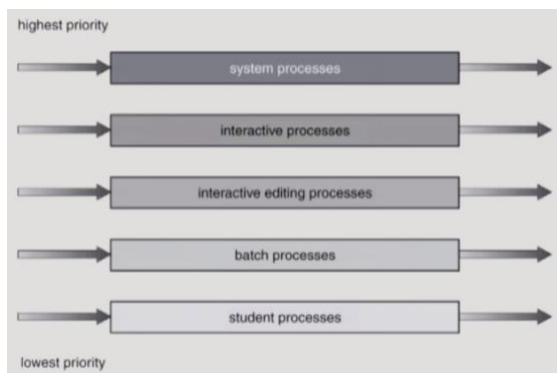 highest priority
system processes
interactive processes
interactive editing processes
batch processes
student processes
lowest priority